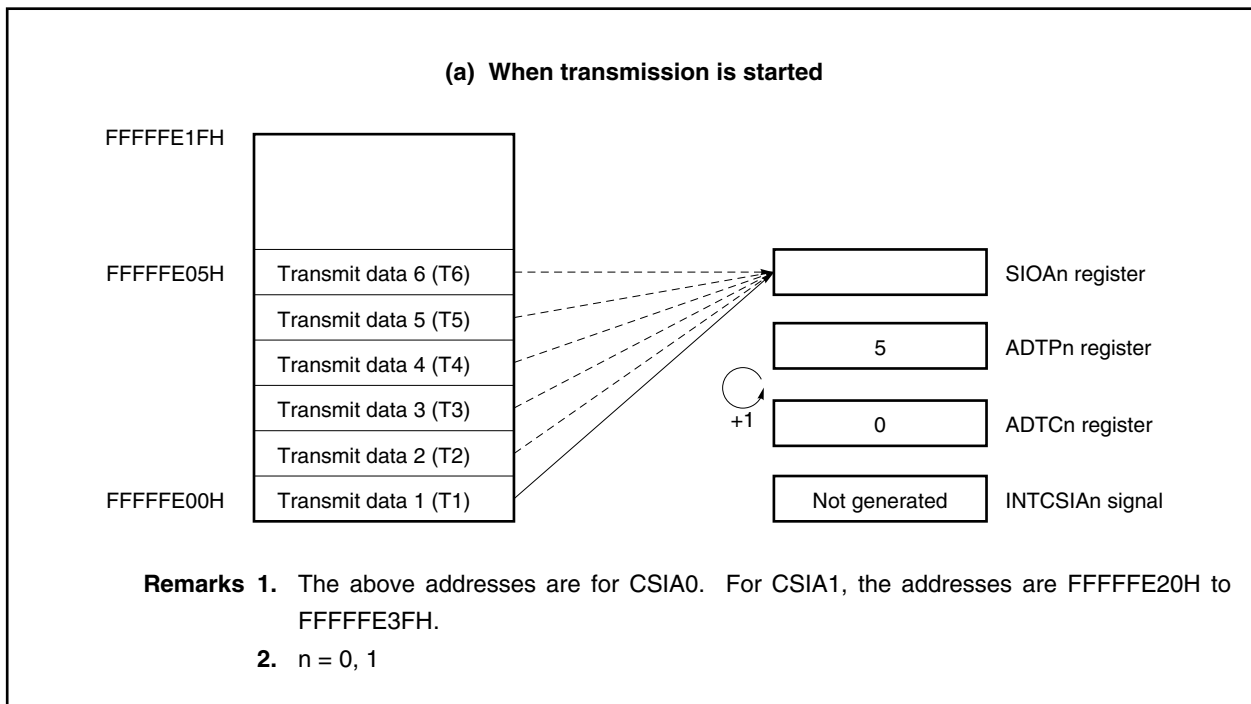 (a) When transmission is started
FFFFFE1FH
FFFFFE05H
Transmit data 6 (T6)
SIOAn register
Transmit data 5 (T5)
5
ADTPn register
Transmit data 4 (T4)
Transmit data 3 (T3)
+1
0
ADTCn register
Transmit data 2 (T2)
FFFFFE00H
Transmit data 1 (T1)
Not generated
INTCSIAn signal
Remarks 1. The above addresses are for CSIA0. For CSIA1, the addresses are FFFFFE20H to
FFFFFE3FH.
2. n = 0, 1